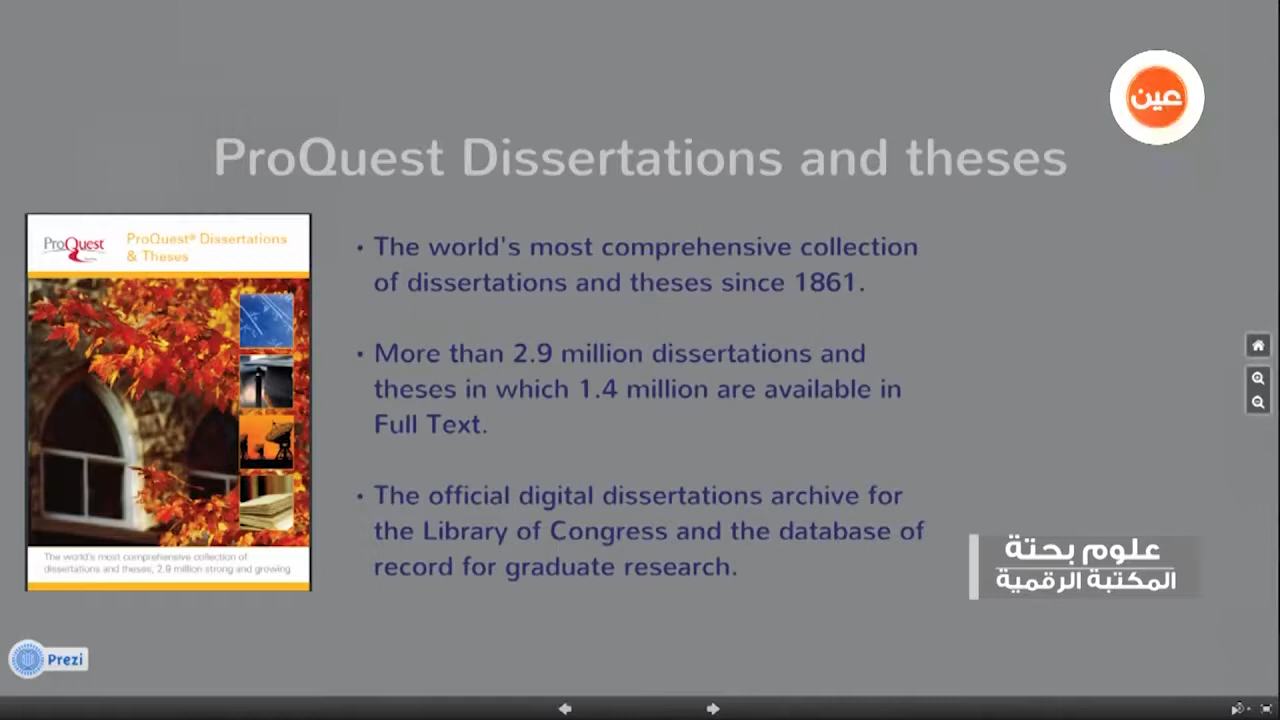 عين
ProQuest Dissertations and theses
ProQuest
ProQuest® Dissertations
& Theses
The world's most comprehensive collection of
dissertations and theses, 2.9 million strong and growing
• The world's most comprehensive collection
of dissertations and theses since 1861.
• More than 2.9 million dissertations and
theses in which 1.4 million are available in
Full Text.
• The official digital dissertations archive for
the Library of Congress and the database of
record for graduate research.
علوم بحتة
المكتبة الرقمية
Prezi